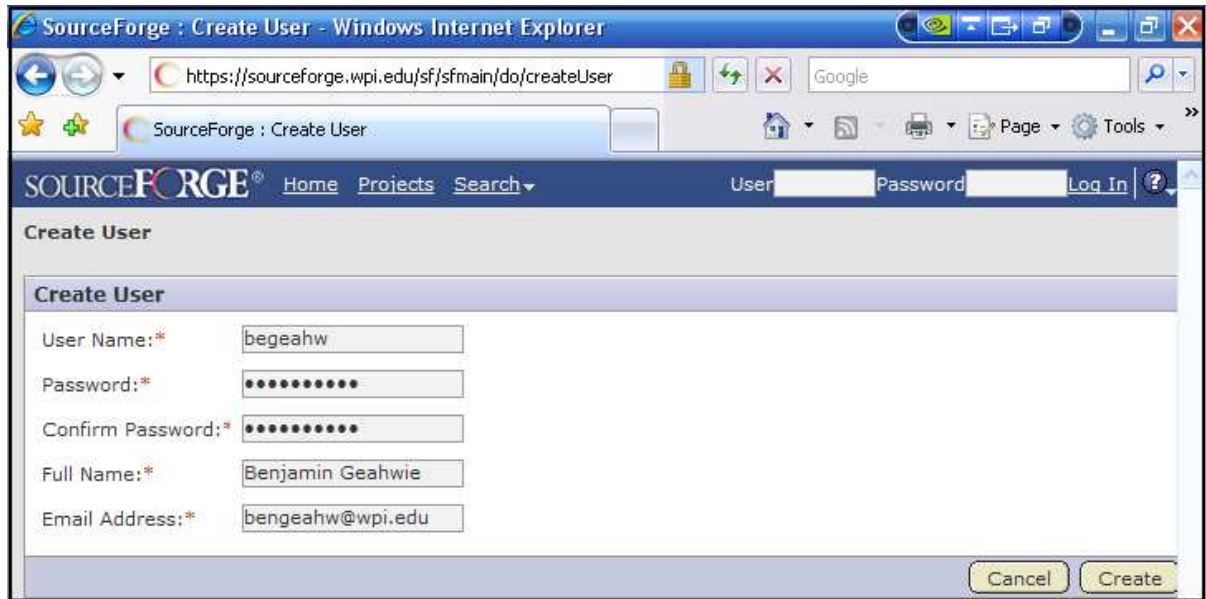 SourceForge : Create User - Windows Internet Explorer
https://sourceforge.wpi.edu/sf/sfmain/do/createUser
Google
SourceForge : Create User
Page
Tools
»
SOURCEFORGE® Home Projects Search User Password Log In ?
Create User
Create User
User Name:* begeahw
Password:* ••••••••••
Confirm Password:* ••••••••••
Full Name:* Benjamin Geahwie
Email Address:* bengeahw@wpi.edu
Cancel Create